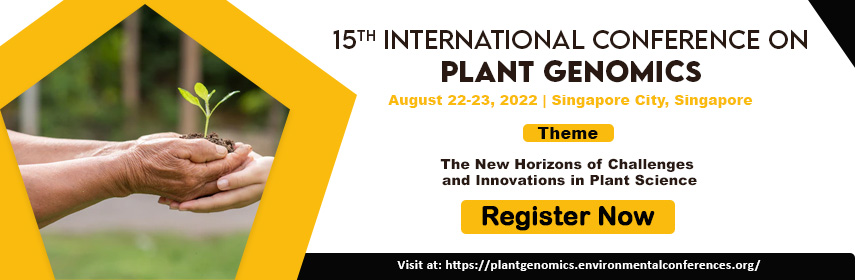 15TH INTERNATIONAL CONFERENCE ON
PLANT GENOMICS
August 22-23, 2022 | Singapore City, Singapore
Theme
The New Horizons of Challenges
and Innovations in Plant Science
Register Now
Visit at: https://plantgenomics.environmentalconferences.org/